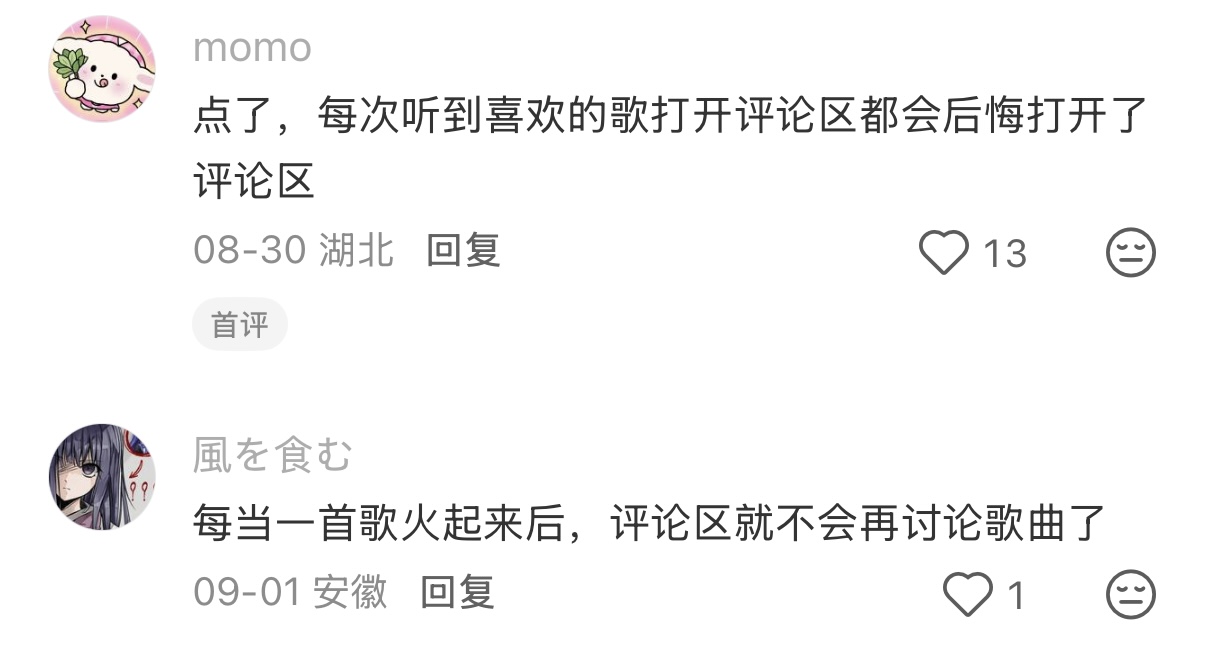 momo
点了，每次听到喜欢的歌打开评论区都会后悔打开了
评论区
08-30 湖北 回复
13
首评
風を食む
每当一首歌火起来后，评论区就不会再讨论歌曲了
09-01 安徽 回复
1